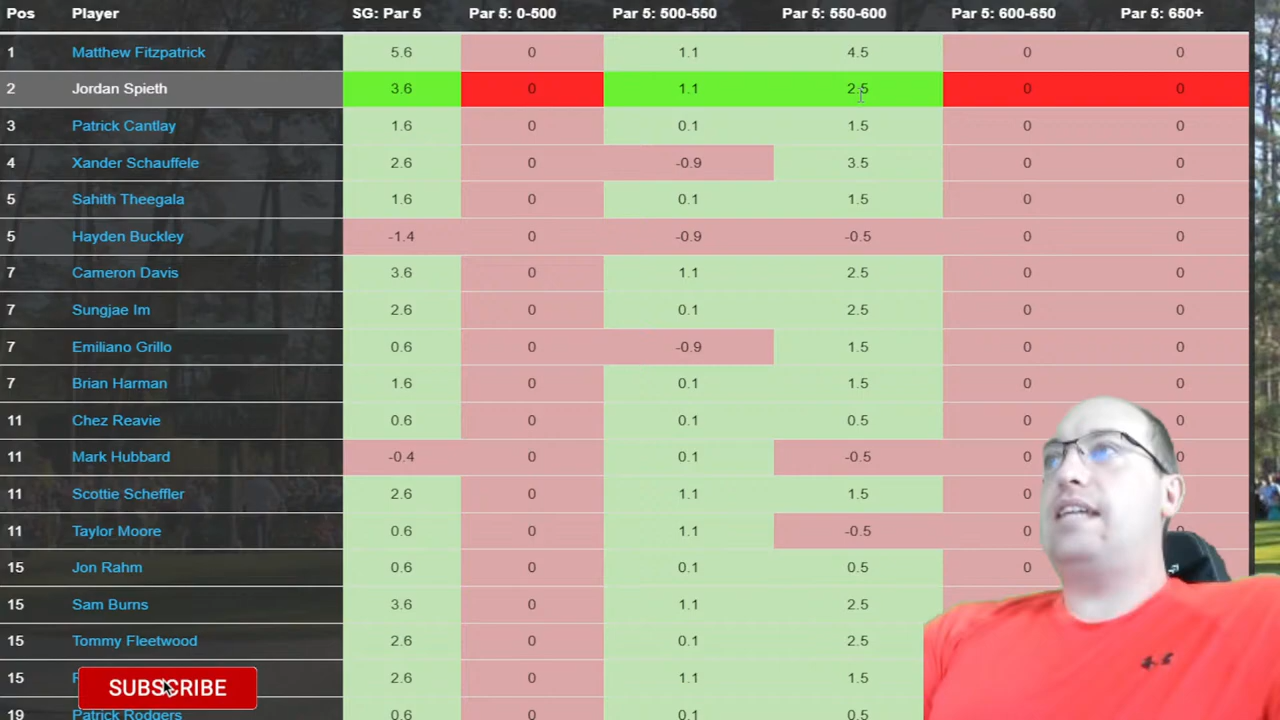 Pos Player SG: Par 5 Par 5: 0-500 Par 5: 500-550 Par 5: 550-600 Par 5: 600-650 Par 5: 650+
1 Matthew Fitzpatrick 5.6 0 1.1 4.5 0 0
2 Jordan Spieth 3.6 0 1.1 2.5 0 0
3 Patrick Cantlay 1.6 0 0.1 1.5 0 0
4 Xander Schauffele 2.6 0 -0.9 3.5 0 0
5 Sahith Theegala 1.6 0 0.1 1.5 0 0
5 Hayden Buckley -1.4 0 -0.9 -0.5 0 0
7 Cameron Davis 3.6 0 1.1 2.5 0 0
7 Sungjae Im 2.6 0 0.1 2.5 0 0
7 Emiliano Grillo 0.6 0 -0.9 1.5 0 0
7 Brian Harman 1.6 0 0.1 1.5 0 0
11 Chez Reavie 0.6 0 0.1 0.5 0 0
11 Mark Hubbard -0.4 0 0.1 -0.5 0 0
11 Scottie Scheffler 2.6 0 1.1 1.5 0 0
11 Taylor Moore 0.6 0 1.1 -0.5 0
15 Jon Rahm 0.6 0 0.1 0.5 0
15 Sam Burns 3.6 0 1.1 2.5
15 Tommy Fleetwood 2.6 0 0.1 2.5
15 2.6 0 1.1 1.5
SUBSCRIBE
19 Patrick Rodgers 0.6 0 0.1 0.5